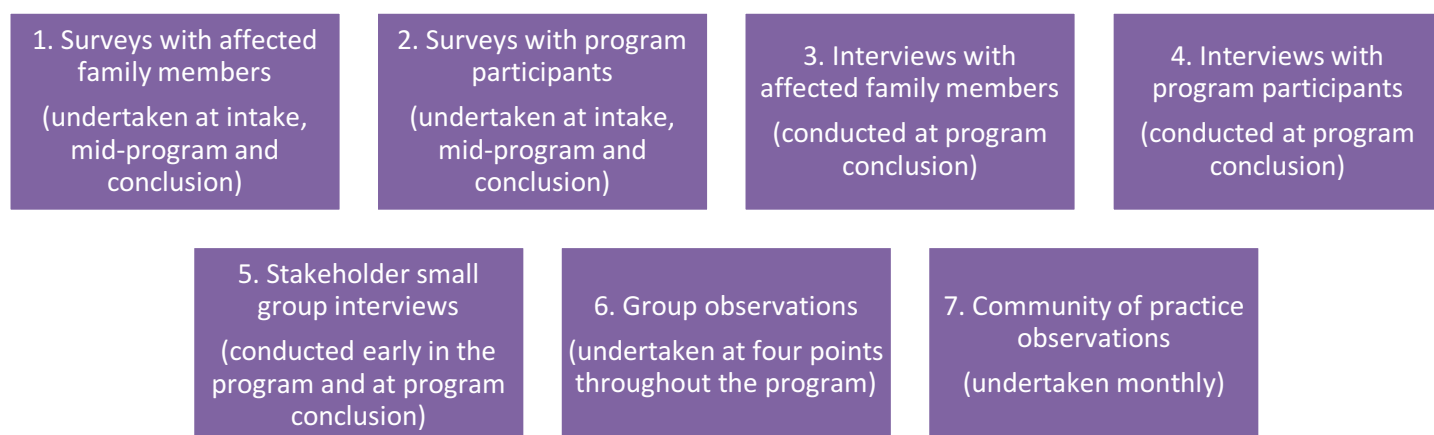 1. Surveys with affected
family members
(undertaken at intake,
mid-program and
conclusion)
2. Surveys with program
participants
(undertaken at intake,
mid-program and
conclusion)
3. Interviews with
affected family members
(conducted at program
conclusion)
4. Interviews with
program participants
(conducted at program
conclusion)
5. Stakeholder small
group interviews
(conducted early in the
program and at program
conclusion)
6. Group observations
(undertaken at four points
throughout the program)
7. Community of practice
observations
(undertaken monthly)